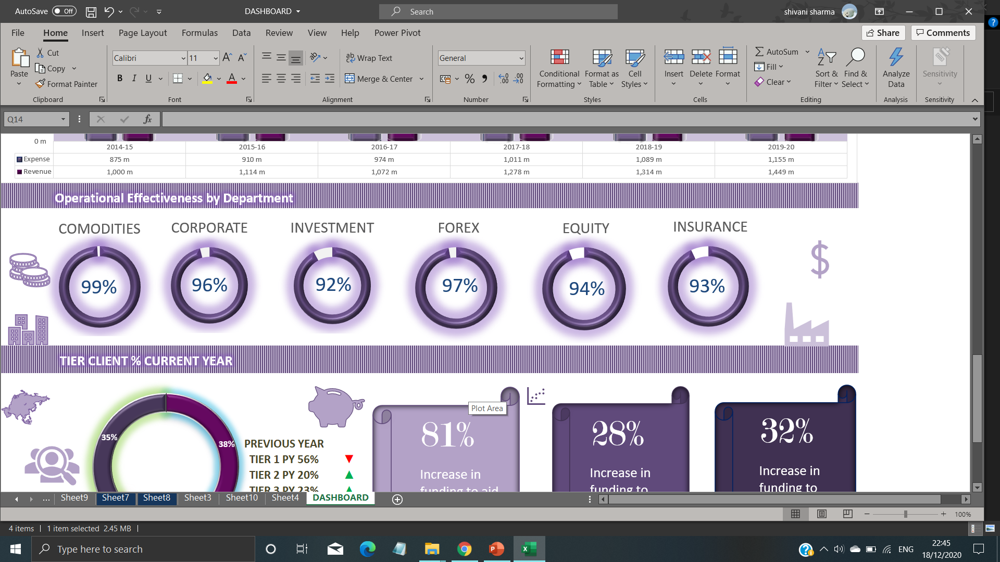 AutoSave Off DASHBOARD Search shivani sharma
File Home Insert Page Layout Formulas Data Review View Help Power Pivot Share Comments
Paste Cut Copy Format Painter Clipboard
Calibri 11 B I U A Font
Wrap Text Merge & Center Alignment
General % Number
Conditional Formatting Format as Table Cell Styles Styles
Insert Delete Format Cells
AutoSum Fill Clear Sort & Filter Find & Select Editing
Analyze Data Analysis
Sensitivity Sensitivity
Q14 fx
0 m
2014-15 2015-16 2016-17 2017-18 2018-19 2019-20
Expense 875 m 910 m 974 m 1,011 m 1,089 m 1,155 m
Revenue 1,000 m 1,114 m 1,072 m 1,278 m 1,314 m 1,449 m
Operational Effectiveness by Department
COMODITIES CORPORATE INVESTMENT FOREX EQUITY INSURANCE
99% 96% 92% 97% 94% 93%
TIER CLIENT % CURRENT YEAR
35% 38%
PREVIOUS YEAR
TIER 1 PY 56%
TIER 2 PY 20%
TIER 3 PY 23%
Plot Area
81%
Increase in
funding to aid
28%
Increase in
funding to
32%
Increase in
funding to
... Sheet9 Sheet7 Sheet8 Sheet3 Sheet10 Sheet4 DASHBOARD
100%
4 items 1 item selected 2.45 MB
Type here to search
ENG 22:45
18/12/2020